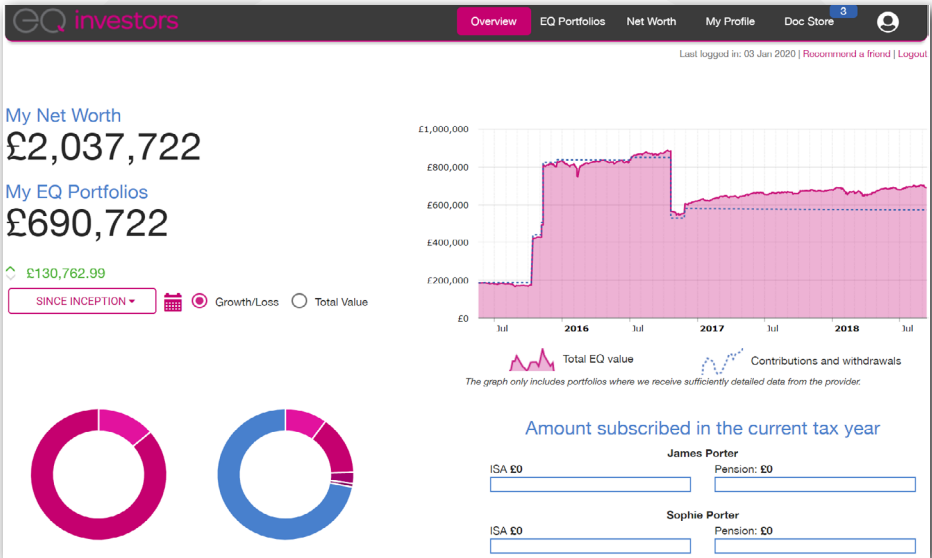 EQ investors
Overview EQ Portfolios Net Worth My Profile Doc Store 3
Last logged in: 03 Jan 2020 | Recommend a friend | Logout
My Net Worth
£2,037,722
My EQ Portfolios
£690,722
£130,762.99
SINCE INCEPTION Growth/Loss Total Value
£1,000,000
£800,000
£600,000
£400,000
£200,000
£0
Jul 2016 Jul 2017 Jul 2018 Jul
Total EQ value Contributions and withdrawals
The graph only includes portfolios where we receive sufficiently detailed data from the provider.
Amount subscribed in the current tax year
James Porter
ISA £0 Pension: £0
Sophie Porter
ISA £0 Pension: £0